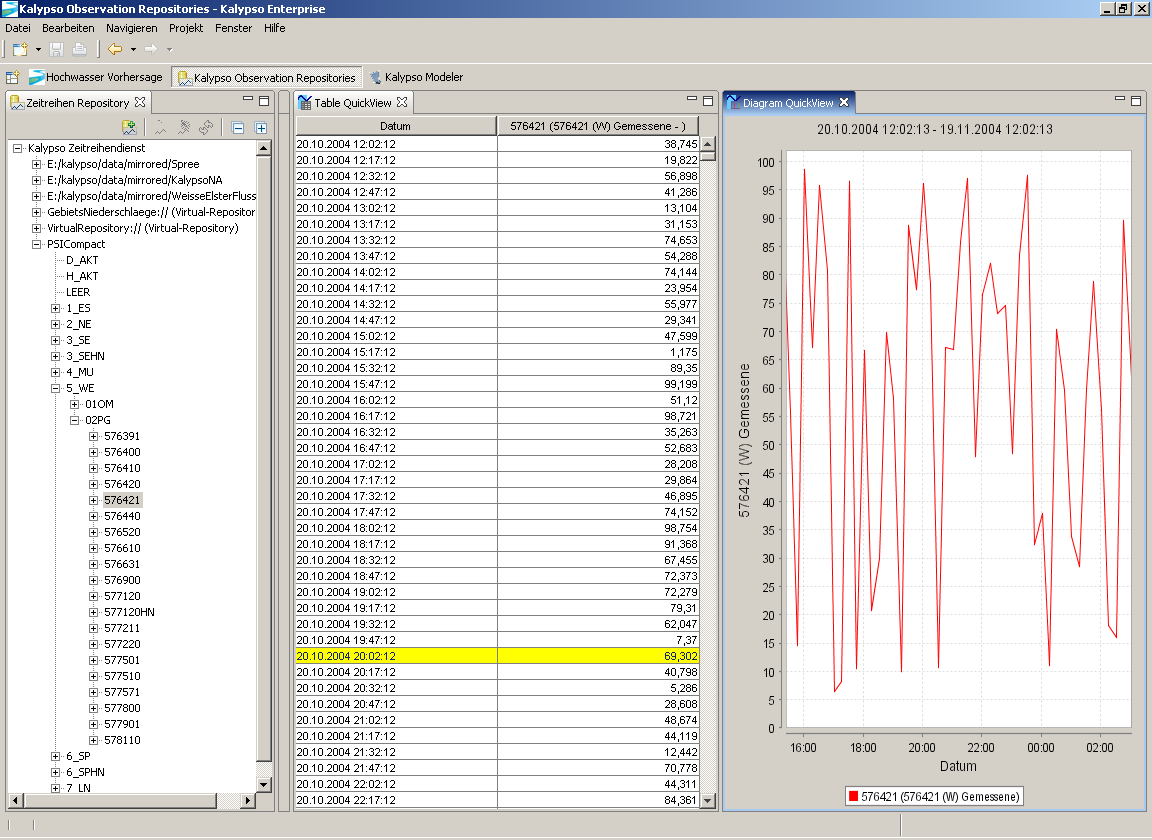 Kalypso Observation Repositories - Kalypso Enterprise
Datei Bearbeiten Navigieren Projekt Fenster Hilfe
Hochwasser Vorhersage Kalypso Observation Repositories Kalypso Modeler
Zeitreihen Repository
Kalypso Zeitreihendienst
E:/kalypso/data/mirrored/Spree
E:/kalypso/data/mirrored/KalypsoNA
E:/kalypso/data/mirrored/WeisseElsterFluss
GebietsNiederschlaege:// (Virtual-Repositor
VirtualRepository:// (Virtual-Repository)
PSICompact
D_AKT
H_AKT
LEER
1_ES
2_NE
3_SE
3_SEHN
4_MU
5_WE
01OM
02PG
576391
576400
576410
576420
576421
576440
576520
576610
576631
576900
577120
577120HN
577211
577220
577501
577510
577571
577800
577901
578110
6_SP
6_SPHN
7_LN
Table QuickView
Datum 576421 (576421 (W) Gemessene - )
20.10.2004 12:02:12 38,745
20.10.2004 12:17:12 19,822
20.10.2004 12:32:12 56,898
20.10.2004 12:47:12 41,286
20.10.2004 13:02:12 13,104
20.10.2004 13:17:12 31,153
20.10.2004 13:32:12 74,653
20.10.2004 13:47:12 54,288
20.10.2004 14:02:12 74,144
20.10.2004 14:17:12 23,954
20.10.2004 14:32:12 55,977
20.10.2004 14:47:12 29,341
20.10.2004 15:02:12 47,599
20.10.2004 15:17:12 1,175
20.10.2004 15:32:12 89,35
20.10.2004 15:47:12 99,199
20.10.2004 16:02:12 51,12
20.10.2004 16:17:12 98,721
20.10.2004 16:32:12 35,263
20.10.2004 16:47:12 52,683
20.10.2004 17:02:12 28,208
20.10.2004 17:17:12 29,864
20.10.2004 17:32:12 46,895
20.10.2004 17:47:12 74,152
20.10.2004 18:02:12 98,754
20.10.2004 18:17:12 91,368
20.10.2004 18:32:12 67,455
20.10.2004 18:47:12 72,373
20.10.2004 19:02:12 72,279
20.10.2004 19:17:12 79,31
20.10.2004 19:32:12 62,047
20.10.2004 19:47:12 7,37
20.10.2004 20:02:12 69,302
20.10.2004 20:17:12 40,798
20.10.2004 20:32:12 5,286
20.10.2004 20:47:12 28,608
20.10.2004 21:02:12 48,674
20.10.2004 21:17:12 44,119
20.10.2004 21:32:12 12,442
20.10.2004 21:47:12 70,778
20.10.2004 22:02:12 44,311
20.10.2004 22:17:12 84,361
Diagram QuickView
20.10.2004 12:02:13 - 19.11.2004 12:02:13
100
95
90
85
80
75
70
65
60
55
50
45
40
35
30
25
20
15
10
5
0
576421 (W) Gemessene
16:00 18:00 20:00 22:00 00:00 02:00
Datum
576421 (576421 (W) Gemessene)